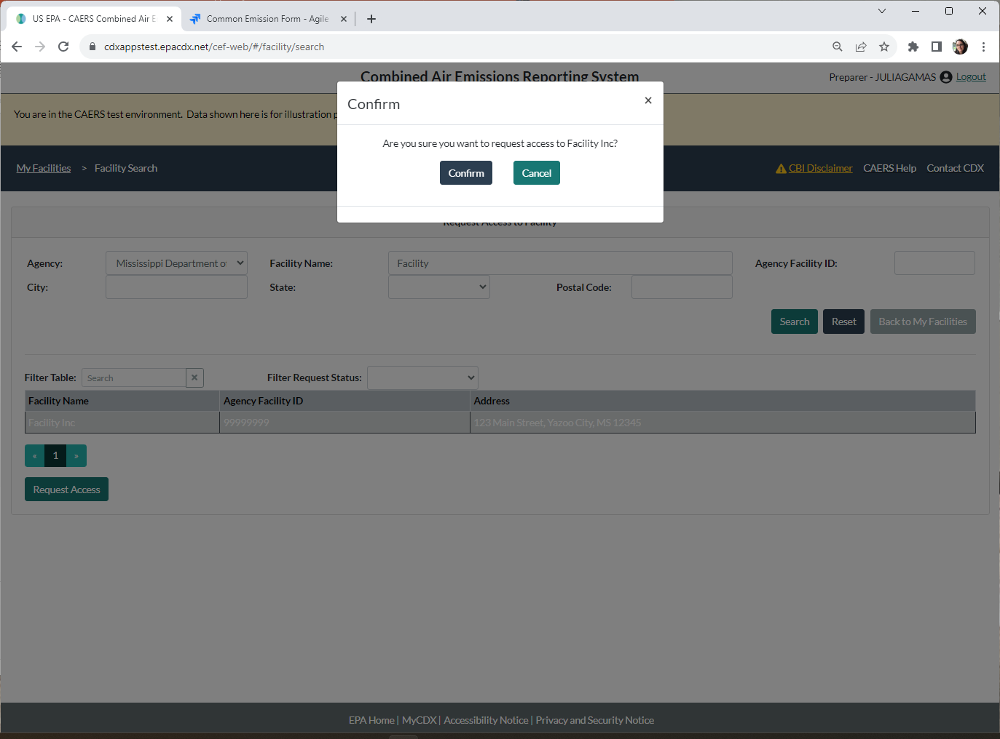 US EPA - CAERS Combined Air E
Common Emission Form - Agile
cdxappstest.epacdx.net/cef-web/#/facility/search
Combined Air Emissions Reporting System
Preparer - JULIAGAMAS Logout
You are in the CAERS test environment. Data shown here is for illustration p
Confirm
×
Are you sure you want to request access to Facility Inc?
Confirm Cancel
My Facilities > Facility Search
CBI Disclaimer CAERS Help Contact CDX
Request Access to Facility
Agency: Mississippi Department of Facility Name: Facility Agency Facility ID:
City: State: Postal Code:
Search Reset Back to My Facilities
Filter Table: Search × Filter Request Status:
Facility Name Agency Facility ID Address
Facility Inc 99999999 123 Main Street, Yazoo City, MS 12345
« 1 »
Request Access
EPA Home | MyCDX | Accessibility Notice | Privacy and Security Notice